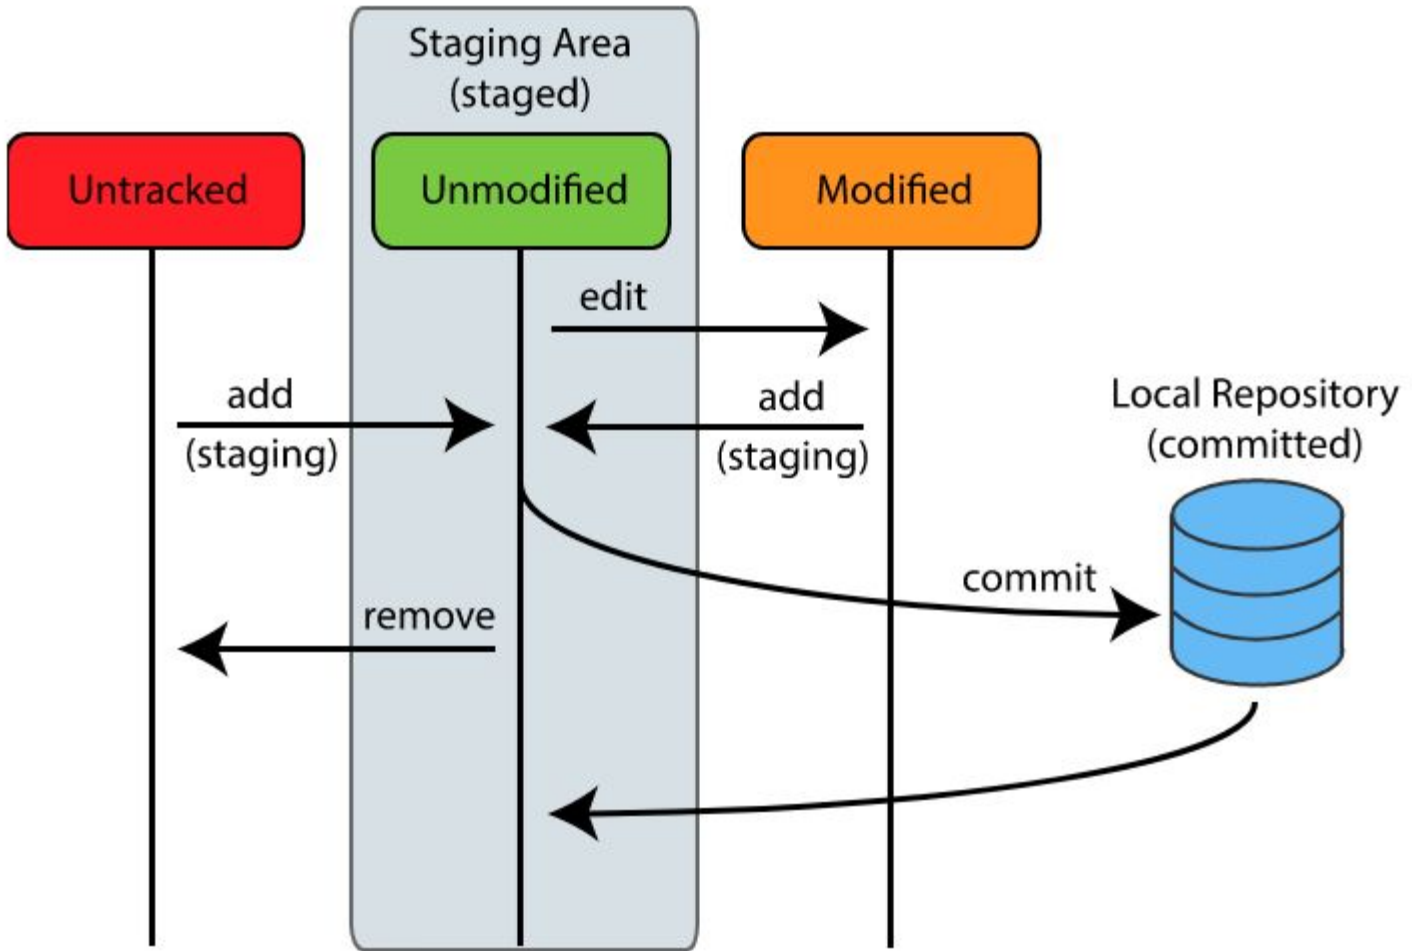 Staging Area
(staged)
Untracked
Unmodified
Modified
edit
add
(staging)
add
(staging)
Local Repository
(committed)
commit
remove